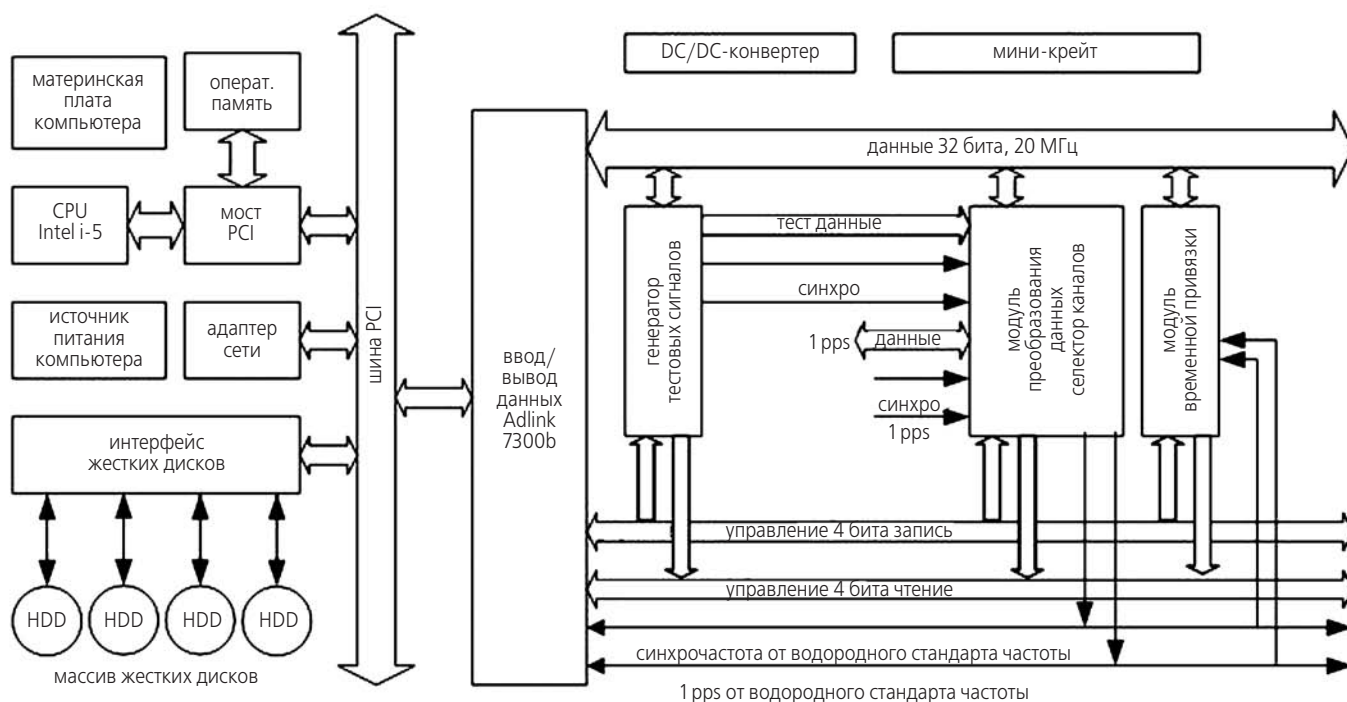 DC/DC-конвертер
мини-крейт
материнская
плата
компьютера
операт.
память
данные 32 бита, 20 МГц
CPU
Intel i-5
мост
PCI
шина PCI
источник
питания
компьютера
адаптер
сети
интерфейс
жестких дисков
HDD
HDD
HDD
HDD
массив жестких дисков
ввод/
вывод
данных
Adlink
7300b
генератор
тестовых сигналов
тест данные
синхро
1 pps
данные
синхро
1 pps
модуль
преобразования
данных
селектор каналов
модуль
временной привязки
управление 4 бита запись
управление 4 бита чтение
синхрочастота от водородного стандарта частоты
1 pps от водородного стандарта частоты